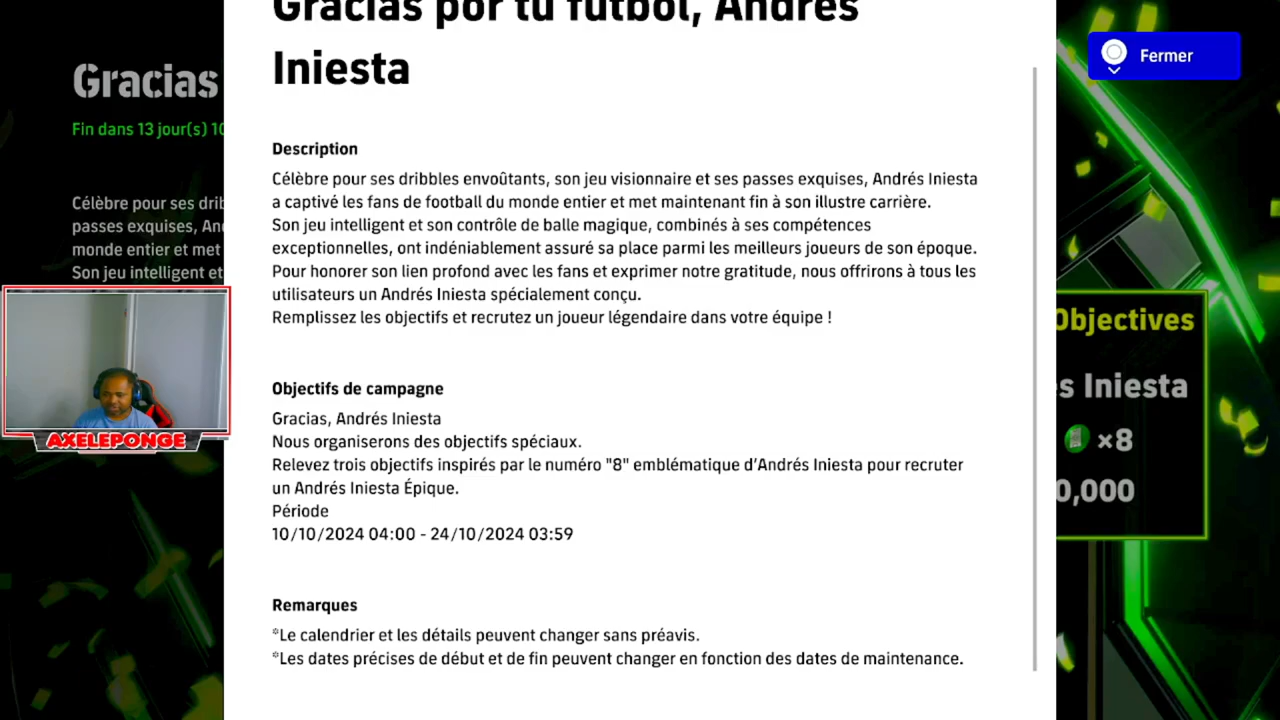 Gracias por tu fútbol, Andrés
Iniesta
Gracias
Fin dans 13 jour(s) 10
Fermer
Description
Célèbre pour ses dribbles envoûtants, son jeu visionnaire et ses passes exquises, Andrés Iniesta
a captivé les fans de football du monde entier et met maintenant fin à son illustre carrière.
Son jeu intelligent et son contrôle de balle magique, combinés à ses compétences
exceptionnelles, ont indéniablement assuré sa place parmi les meilleurs joueurs de son époque.
Pour honorer son lien profond avec les fans et exprimer notre gratitude, nous offrirons à tous les
utilisateurs un Andrés Iniesta spécialement conçu.
Remplissez les objectifs et recrutez un joueur légendaire dans votre équipe !
Célèbre pour ses drib
passes exquises, An
monde entier et met
Son jeu intelligent et
AXELEPONGE
Objectifs de campagne
Gracias, Andrés Iniesta
Nous organiserons des objectifs spéciaux.
Relevez trois objectifs inspirés par le numéro "8" emblématique d'Andrés Iniesta pour recruter
un Andrés Iniesta Épique.
Période
10/10/2024 04:00 - 24/10/2024 03:59
Objectives
s Iniesta
×8
0,000
Remarques
*Le calendrier et les détails peuvent changer sans préavis.
*Les dates précises de début et de fin peuvent changer en fonction des dates de maintenance.